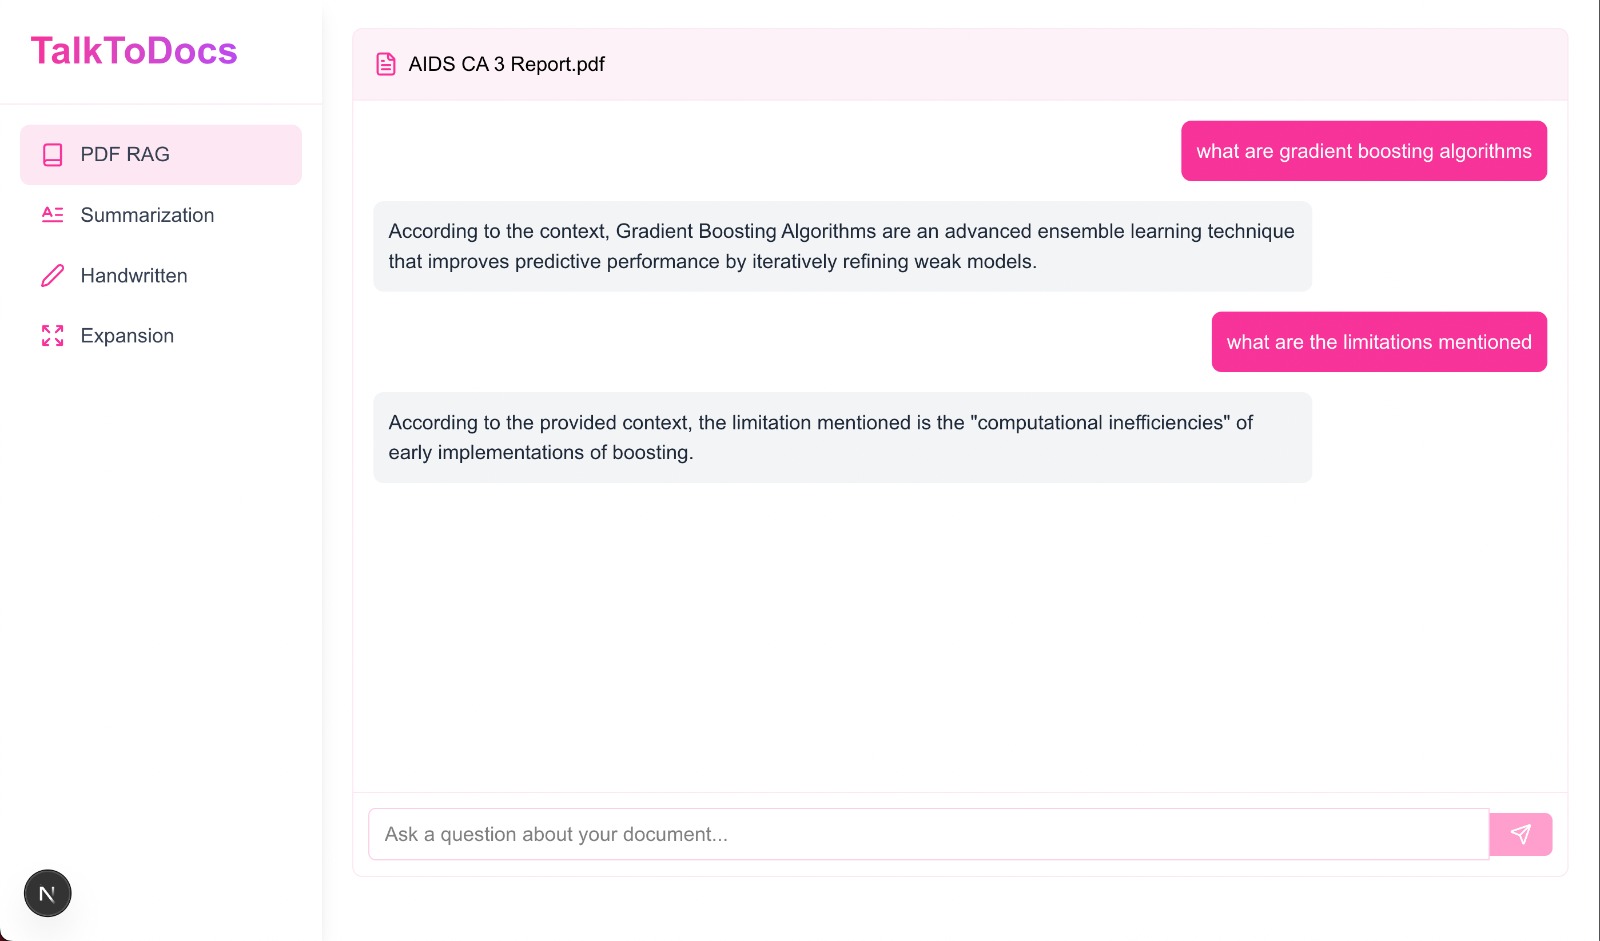 TalkToDocs
PDF RAG
Summarization
Handwritten
Expansion
AIDS CA 3 Report.pdf
what are gradient boosting algorithms
According to the context, Gradient Boosting Algorithms are an advanced ensemble learning technique
that improves predictive performance by iteratively refining weak models.
what are the limitations mentioned
According to the provided context, the limitation mentioned is the "computational inefficiencies" of
early implementations of boosting.
Ask a question about your document...
N